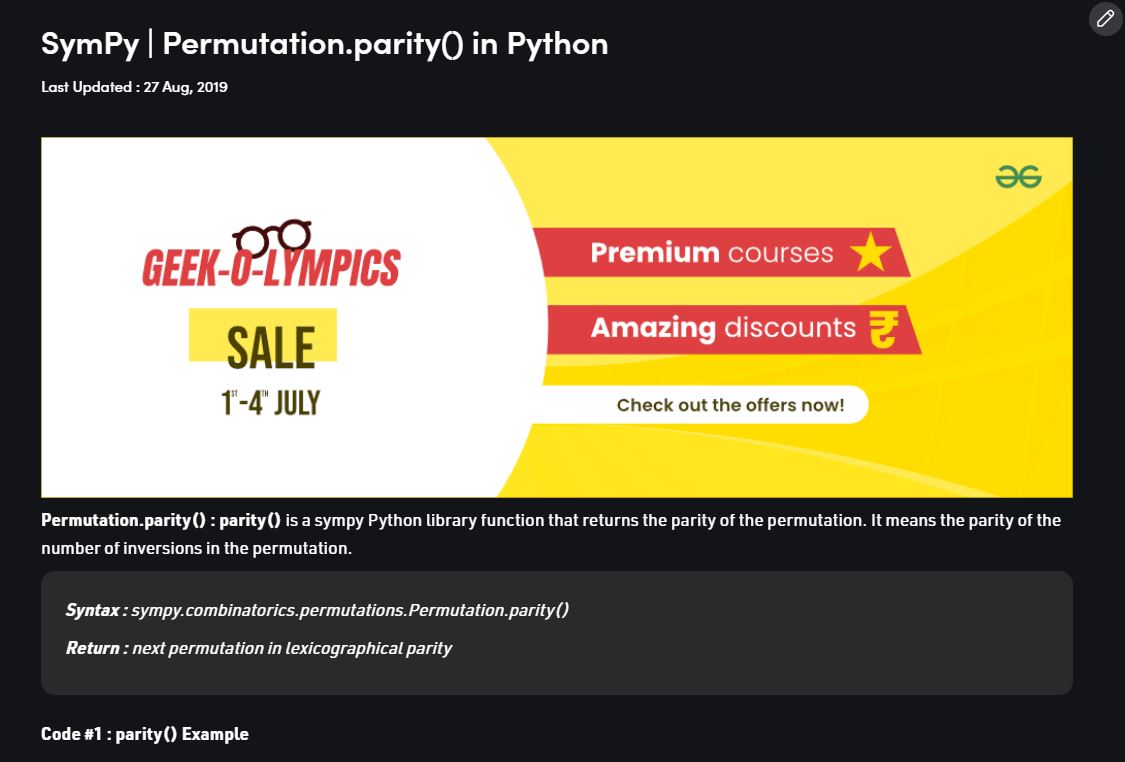 SymPy | Permutation.parity() in Python
Last Updated : 27 Aug, 2019
GEEK-O-LYMPICS
SALE
1ST-4TH JULY
Premium courses
Amazing discounts
Check out the offers now!
Permutation.parity() : parity() is a sympy Python library function that returns the parity of the permutation. It means the parity of the
number of inversions in the permutation.
Syntax : sympy.combinatorics.permutations.Permutation.parity()
Return : next permutation in lexicographical parity
Code #1 : parity() Example